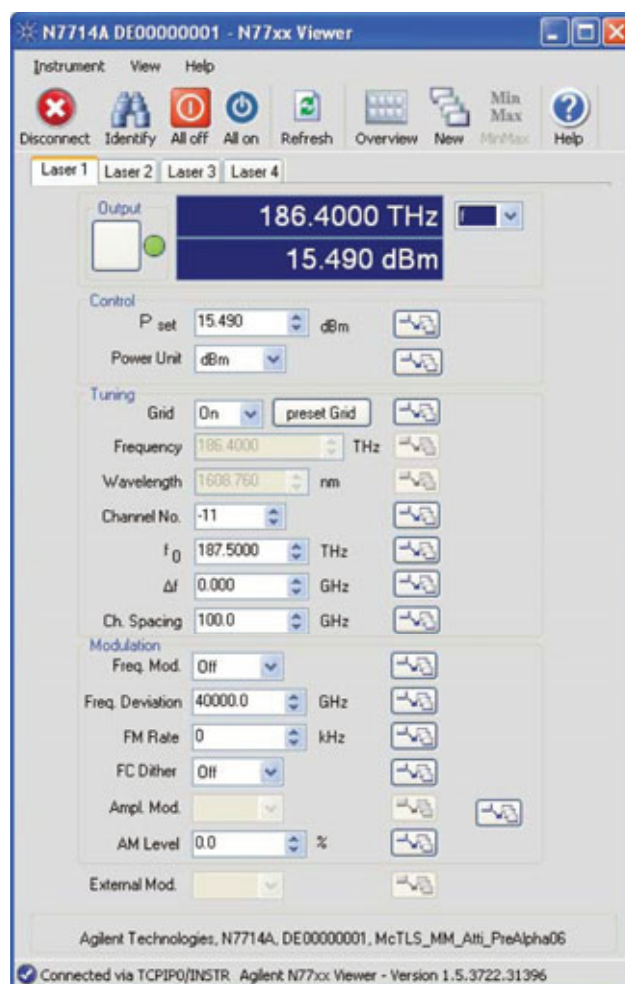 N7714A DE00000001 - N77xx Viewer
Instrument View Help
Min Max
Disconnect Identify All off All on Refresh Overview New MinMax Help
Laser 1 Laser 2 Laser 3 Laser 4
Output
186.4000 THz f
15.490 dBm
Control
P set 15.490 dBm
Power Unit dBm
Tuning
Grid On preset Grid
Frequency 186.4000 THz
Wavelength 1608.760 nm
Channel No. -11
f0 187.5000 THz
Δf 0.000 GHz
Ch. Spacing 100.0 GHz
Modulation
Freq. Mod. Off
Freq. Deviation 40000.0 GHz
FM Rate 0 kHz
FC Dither Off
Ampl. Mod.
AM Level 0.0 %
External Mod.
Agilent Technologies, N7714A, DE00000001, McTLS_MM_Atti_PreAlpha06
Connected via TCPIP0/INSTR Agilent N77xx Viewer - Version 1.5.3722.31396